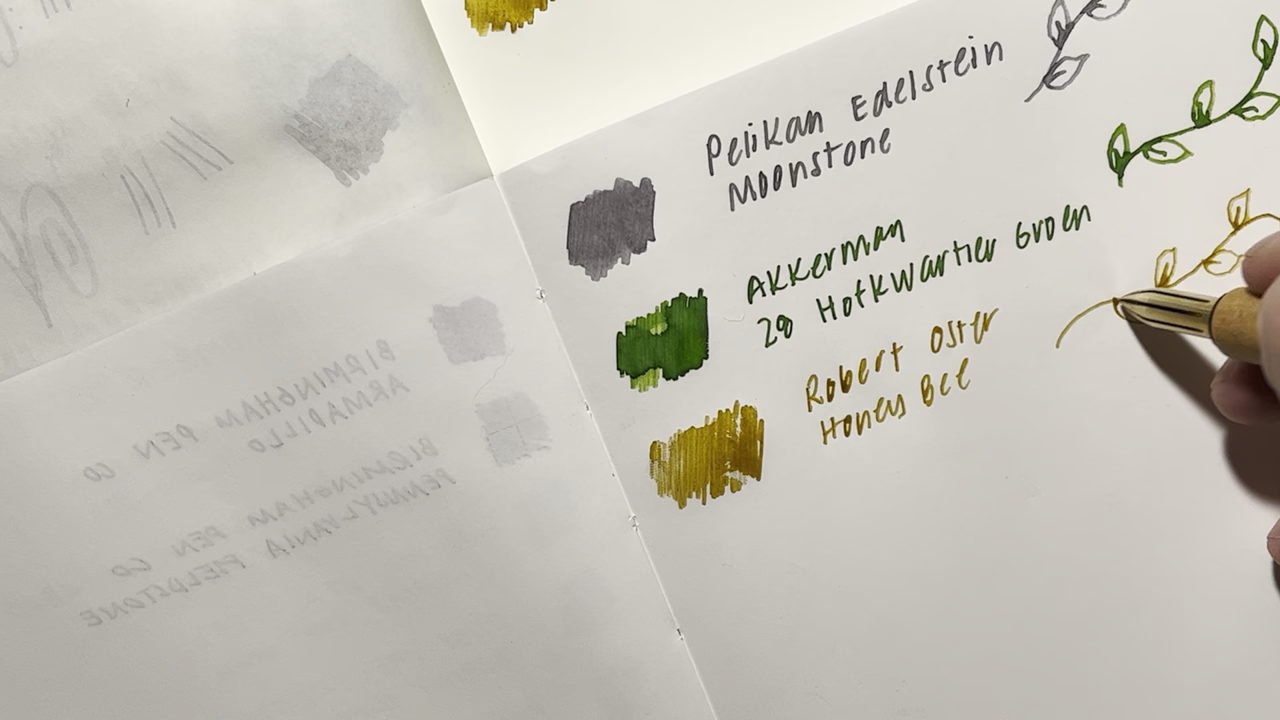 Pelikan Edelstein
Moonstone
AKKerman
28 Hofkwartier Groen
Robert Oster
Honey Bee
BIRMINGHAM PEN CO
ARMADILLO
BIRMINGHAM PEN CO
PENNSYLVANIA FIELDSTONE